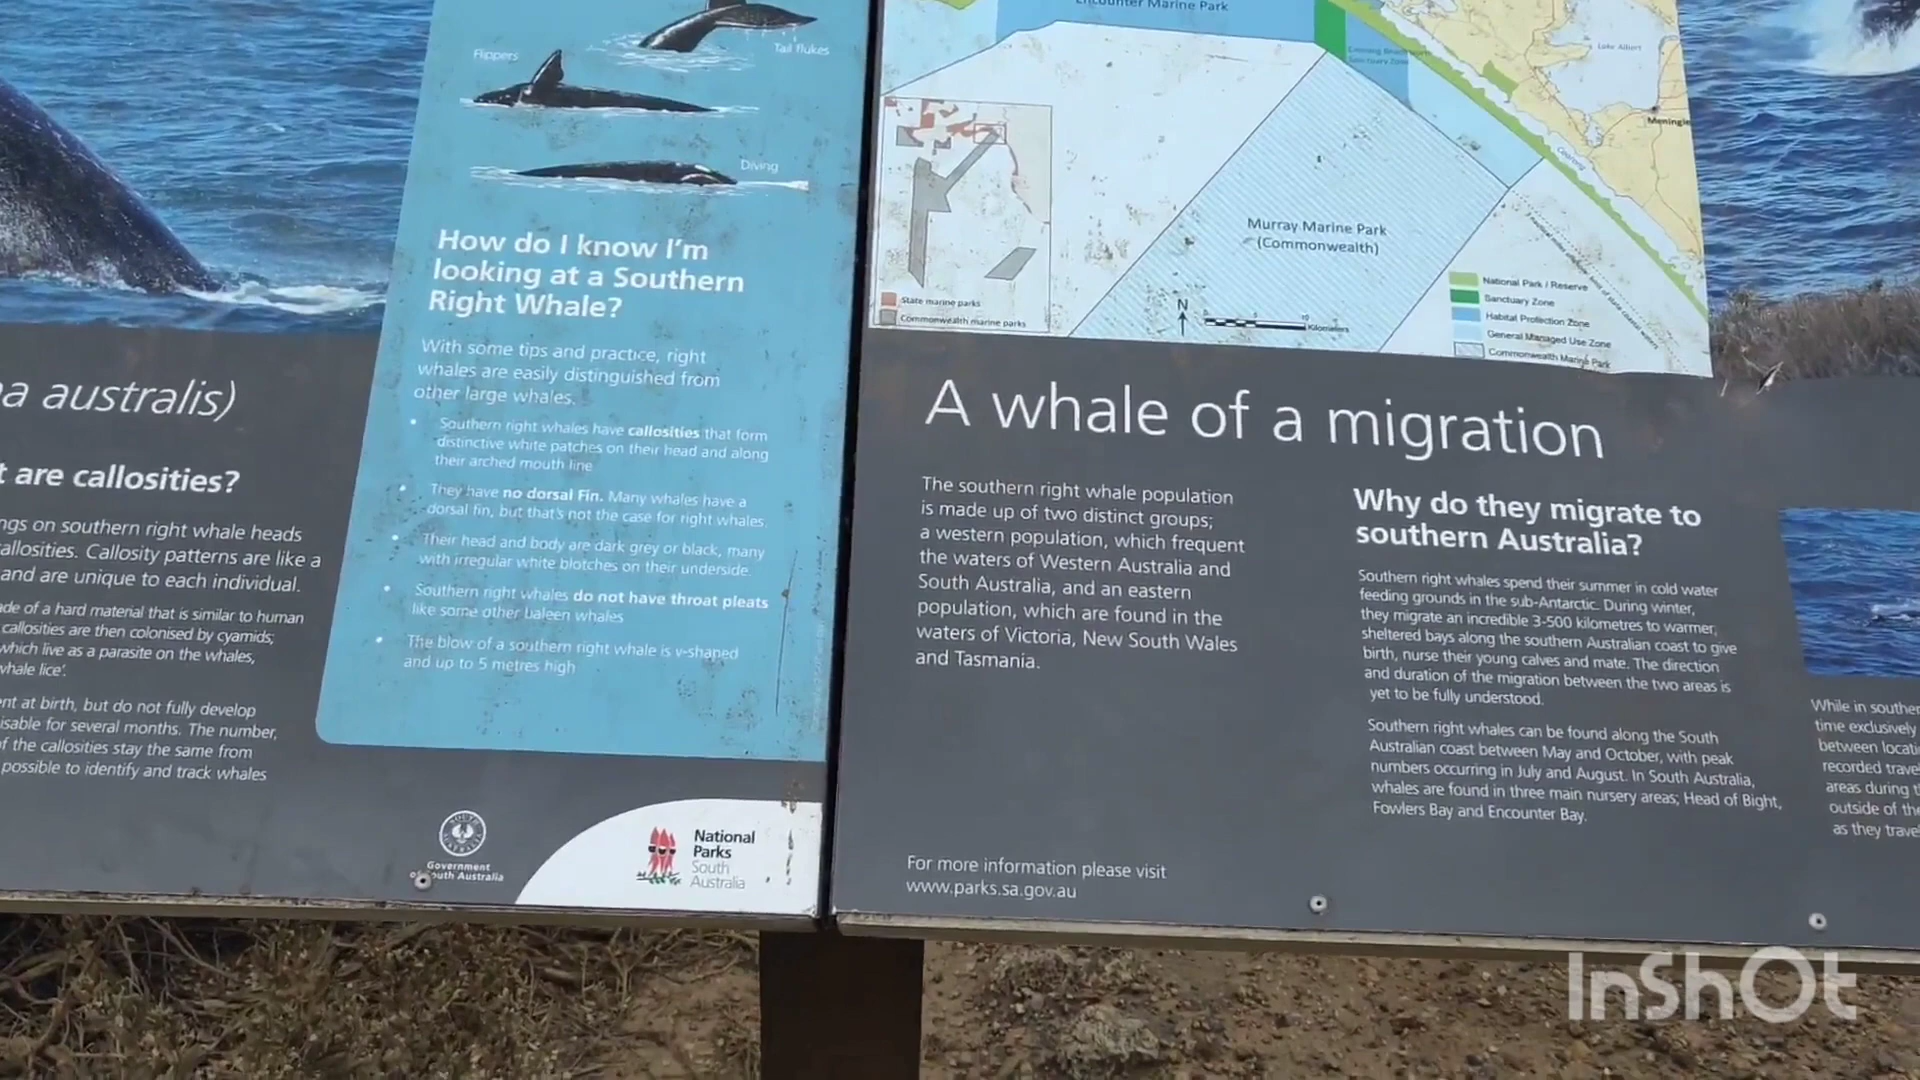 Tail flukes
Flippers
Diving
How do I know I'm
looking at a Southern
Right Whale?
With some tips and practice, right
whales are easily distinguished from
other large whales.
• Southern right whales have callosities that form
distinctive white patches on their head and along
their arched mouth line
• They have no dorsal Fin. Many whales have a
dorsal fin, but that's not the case for right whales.
• Their head and body are dark grey or black, many
with irregular white blotches on their underside.
• Southern right whales do not have throat pleats
like some other baleen whales
• The blow of a southern right whale is v-shaped
and up to 5 metres high
a australis)
are callosities?
ngs on southern right whale heads
allosities. Callosity patterns are like a
and are unique to each individual.
ade of a hard material that is similar to human
callosities are then colonised by cyamids;
which live as a parasite on the whales,
whale lice'.
nt at birth, but do not fully develop
isable for several months. The number,
of the callosities stay the same from
possible to identify and track whales
SOUTH AUSTRALIA
Government
of South Australia
National
Parks
South
Australia
Encounter Marine Park
Lake Albert
Meningie
Coorong
Murray Marine Park
(Commonwealth)
State marine parks
Commonwealth marine parks
N
5 10
Kilometers
National Park / Reserve
Sanctuary Zone
Habitat Protection Zone
General Managed Use Zone
Commonwealth Marine Park
A whale of a migration
The southern right whale population
is made up of two distinct groups;
a western population, which frequent
the waters of Western Australia and
South Australia, and an eastern
population, which are found in the
waters of Victoria, New South Wales
and Tasmania.
For more information please visit
www.parks.sa.gov.au
Why do they migrate to
southern Australia?
Southern right whales spend their summer in cold water
feeding grounds in the sub-Antarctic. During winter,
they migrate an incredible 3-500 kilometres to warmer,
sheltered bays along the southern Australian coast to give
birth, nurse their young calves and mate. The direction
and duration of the migration between the two areas is
yet to be fully understood.
Southern right whales can be found along the South
Australian coast between May and October, with peak
numbers occurring in July and August. In South Australia,
whales are found in three main nursery areas; Head of Bight,
Fowlers Bay and Encounter Bay.
While in souther
time exclusively
between locati
recorded trave
areas during t
outside of the
as they trave
InShOt